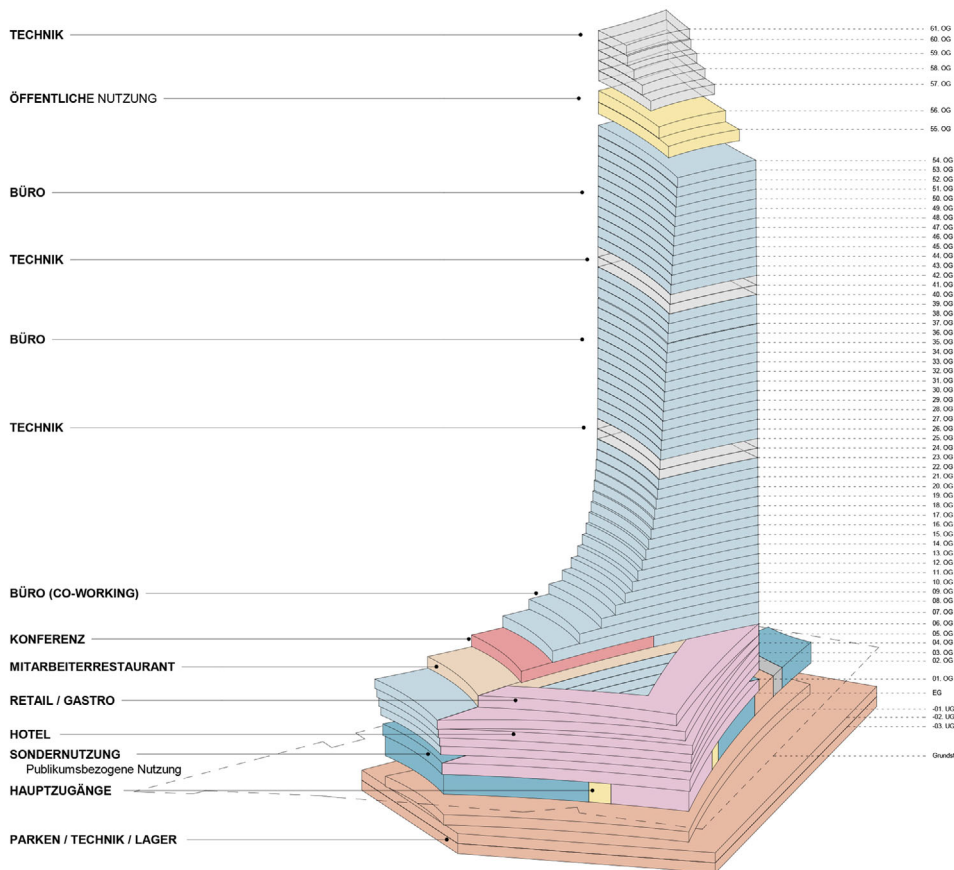 TECHNIK
ÖFFENTLICHE NUTZUNG
BÜRO
TECHNIK
BÜRO
TECHNIK
BÜRO (CO-WORKING)
KONFERENZ
MITARBEITERRESTAURANT
RETAIL / GASTRO
HOTEL
SONDERNUTZUNG
Publikumsbezogene Nutzung
HAUPTZUGÄNGE
PARKEN / TECHNIK / LAGER
61. OG
60. OG
59. OG
58. OG
57. OG
56. OG
55. OG
54. OG
53. OG
52. OG
51. OG
50. OG
49. OG
48. OG
47. OG
46. OG
45. OG
44. OG
43. OG
42. OG
41. OG
40. OG
39. OG
38. OG
37. OG
36. OG
35. OG
34. OG
33. OG
32. OG
31. OG
30. OG
29. OG
28. OG
27. OG
26. OG
25. OG
24. OG
23. OG
22. OG
21. OG
20. OG
19. OG
18. OG
17. OG
16. OG
15. OG
14. OG
13. OG
12. OG
11. OG
10. OG
09. OG
08. OG
07. OG
06. OG
05. OG
04. OG
03. OG
02. OG
01. OG
EG
-01. UG
-02. UG
-03. UG
Grundst